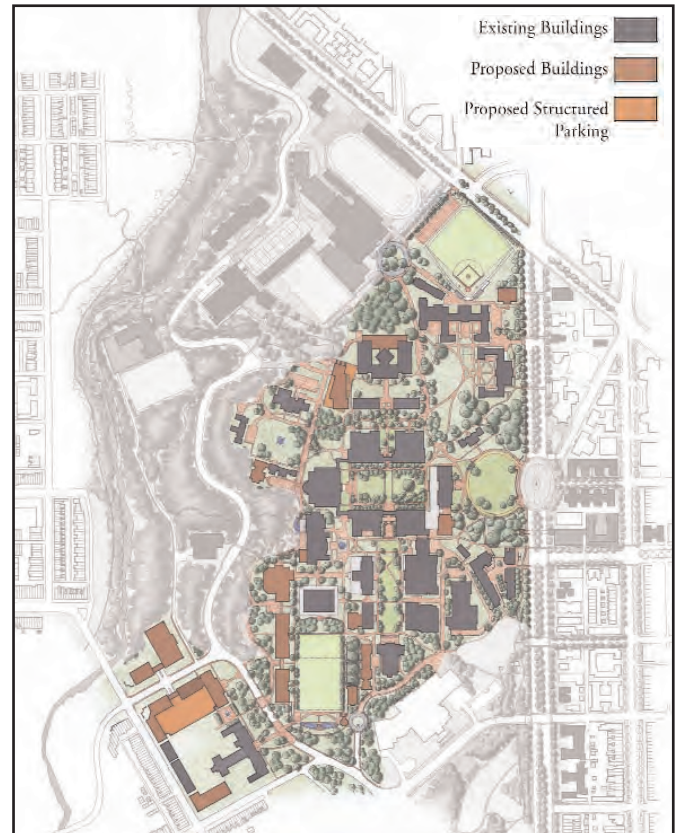 Existing Buildings
Proposed Buildings
Proposed Structured
Parking